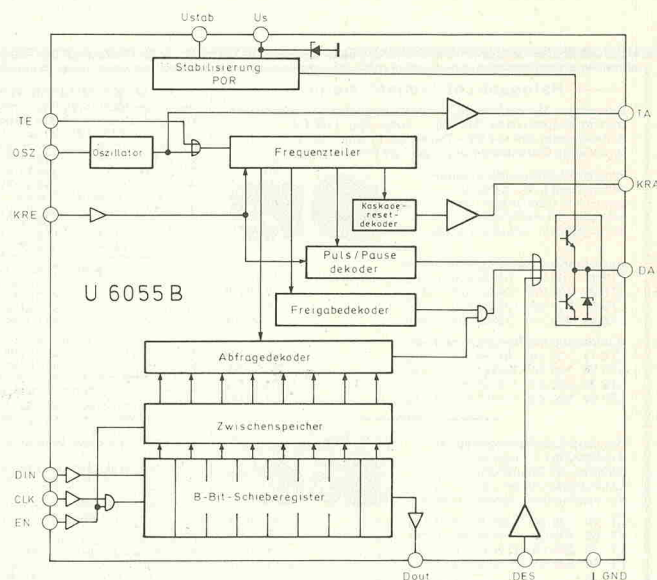 Ustab Us
Stabilisierung
POR
TE
TA
OSZ
Oszillator
Frequenzteiler
KRE
KRA
Kaskade-
reset-
dekoder
Puls/Pause
dekoder
DA
U 6055B
Freigabedekoder
Abfragedekoder
Zwischenspeicher
DIN
CLK
EN
8-Bit-Schieberegister
Dout
DES
GND